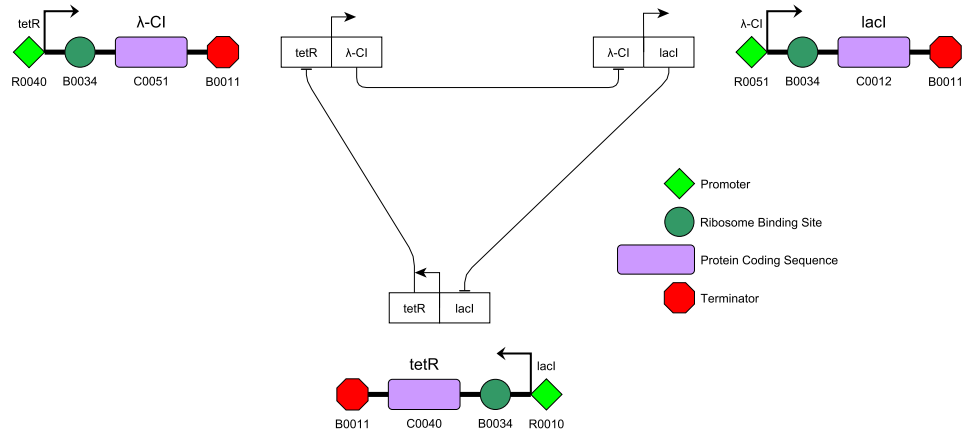 tetR
λ-CI
R0040
B0034
C0051
B0011
tetR
λ-CI
λ-CI
lacI
λ-CI
lacI
R0051
B0034
C0012
B0011
Promoter
Ribosome Binding Site
Protein Coding Sequence
Terminator
tetR
lacI
tetR
lacI
B0011
C0040
B0034
R0010